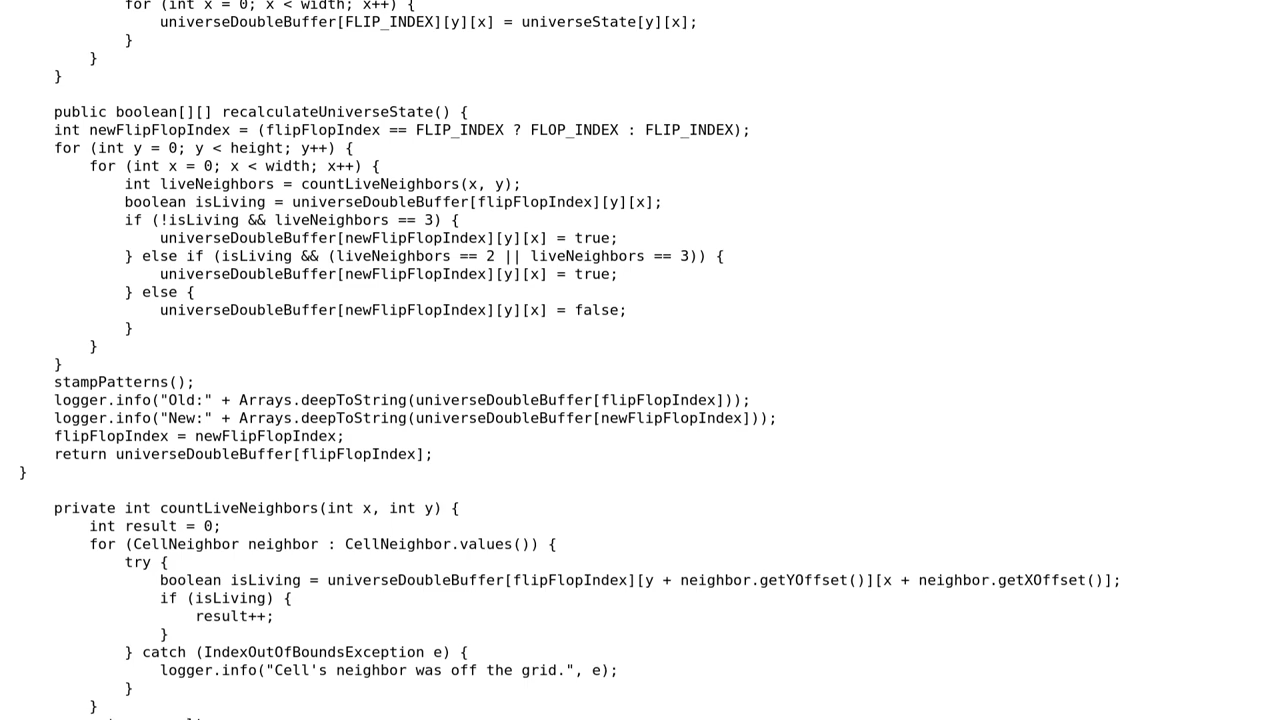 for (int x = 0; x < width; x++) {
                universeDoubleBuffer[FLIP_INDEX][y][x] = universeState[y][x];
            }
        }
    }

    public boolean[][] recalculateUniverseState() {
    int newFlipFlopIndex = (flipFlopIndex == FLIP_INDEX ? FLOP_INDEX : FLIP_INDEX);
    for (int y = 0; y < height; y++) {
        for (int x = 0; x < width; x++) {
            int liveNeighbors = countLiveNeighbors(x, y);
            boolean isLiving = universeDoubleBuffer[flipFlopIndex][y][x];
            if (!isLiving && liveNeighbors == 3) {
                universeDoubleBuffer[newFlipFlopIndex][y][x] = true;
            } else if (isLiving && (liveNeighbors == 2 || liveNeighbors == 3)) {
                universeDoubleBuffer[newFlipFlopIndex][y][x] = true;
            } else {
                universeDoubleBuffer[newFlipFlopIndex][y][x] = false;
            }
        }
    }
    stampPatterns();
    logger.info("Old:" + Arrays.deepToString(universeDoubleBuffer[flipFlopIndex]));
    logger.info("New:" + Arrays.deepToString(universeDoubleBuffer[newFlipFlopIndex]));
    flipFlopIndex = newFlipFlopIndex;
    return universeDoubleBuffer[flipFlopIndex];
}

    private int countLiveNeighbors(int x, int y) {
        int result = 0;
        for (CellNeighbor neighbor : CellNeighbor.values()) {
            try {
                boolean isLiving = universeDoubleBuffer[flipFlopIndex][y + neighbor.getYOffset()][x + neighbor.getXOffset()];
                if (isLiving) {
                    result++;
                }
            } catch (IndexOutOfBoundsException e) {
                logger.info("Cell's neighbor was off the grid.", e);
            }
        }